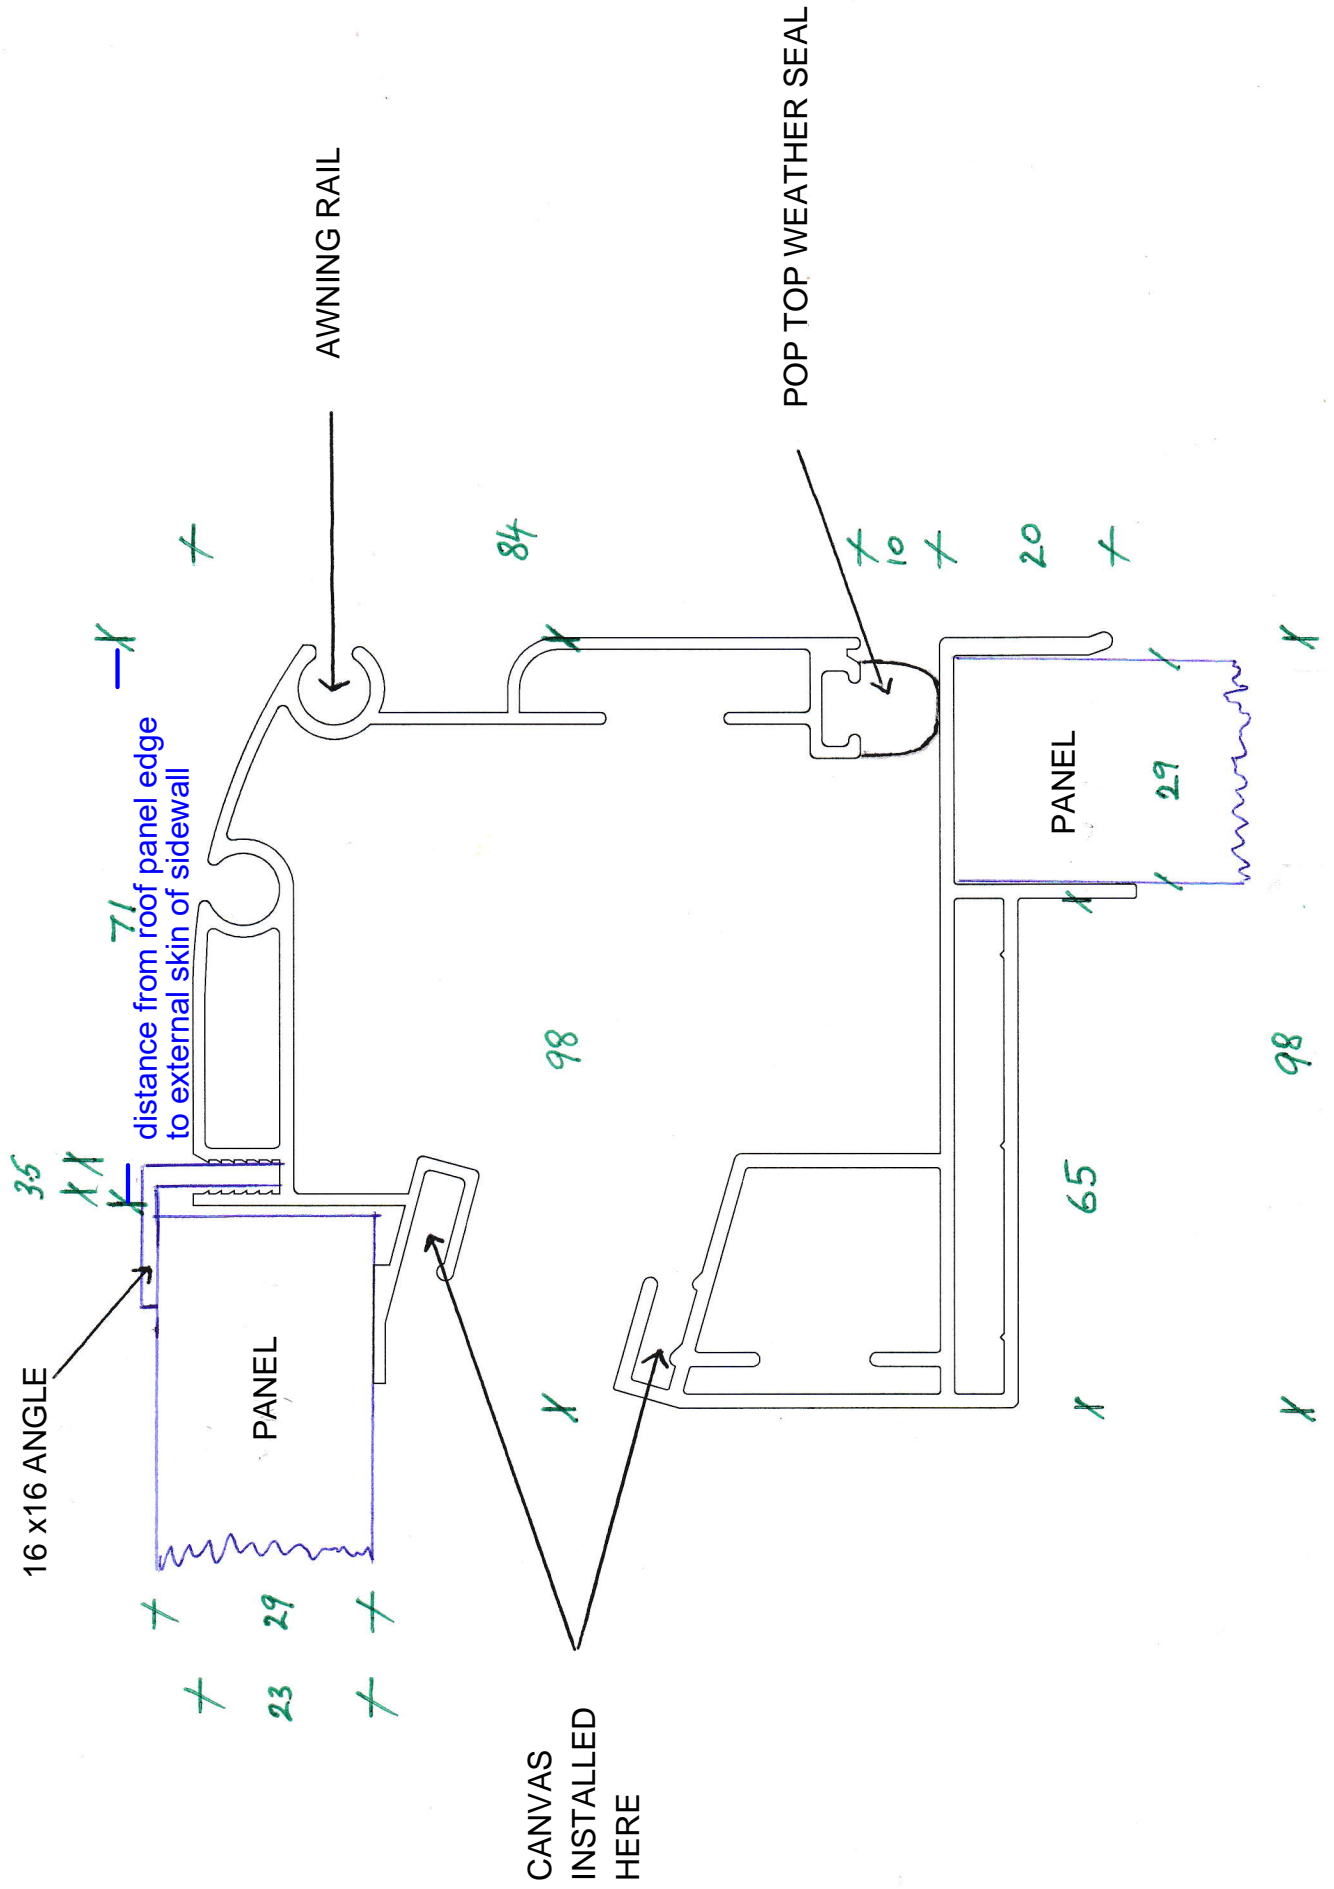 16 x16 ANGLE
3.5
71
distance from roof panel edge
to external skin of sidewall
AWNING RAIL
84
10
20
POP TOP WEATHER SEAL
PANEL
29
23
98
PANEL
29
65
98
CANVAS
INSTALLED
HERE